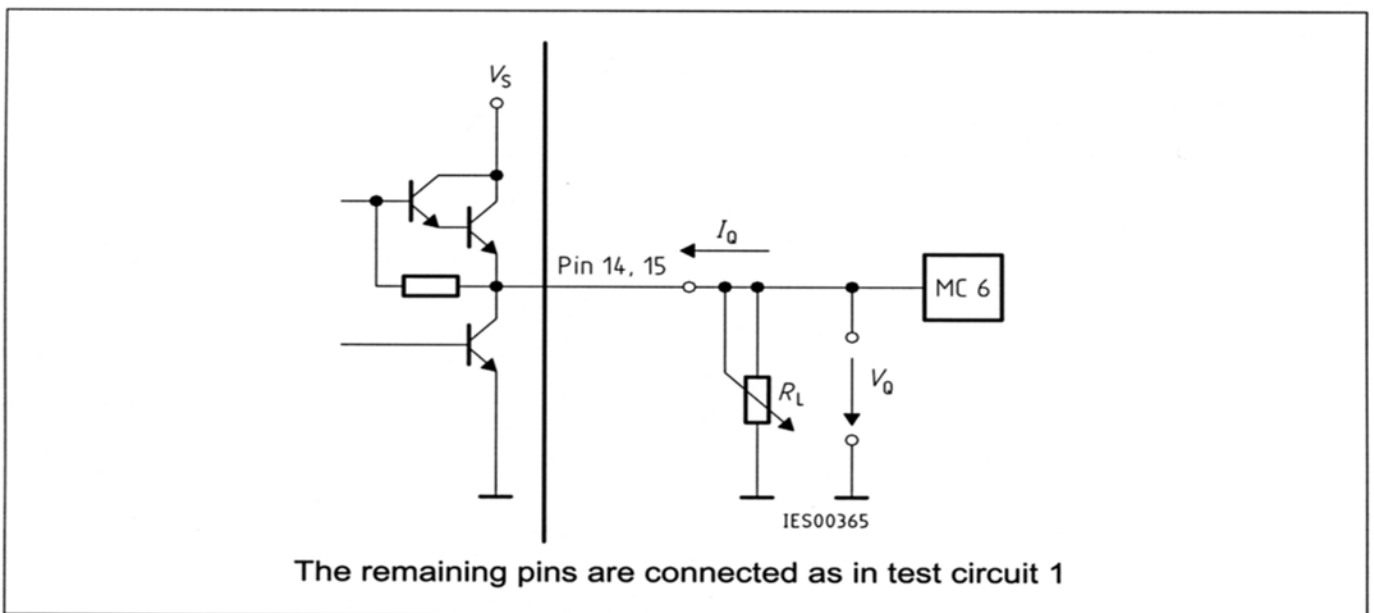 VS
IQ
Pin 14, 15
MC 6
RL
VQ
IES00365
The remaining pins are connected as in test circuit 1